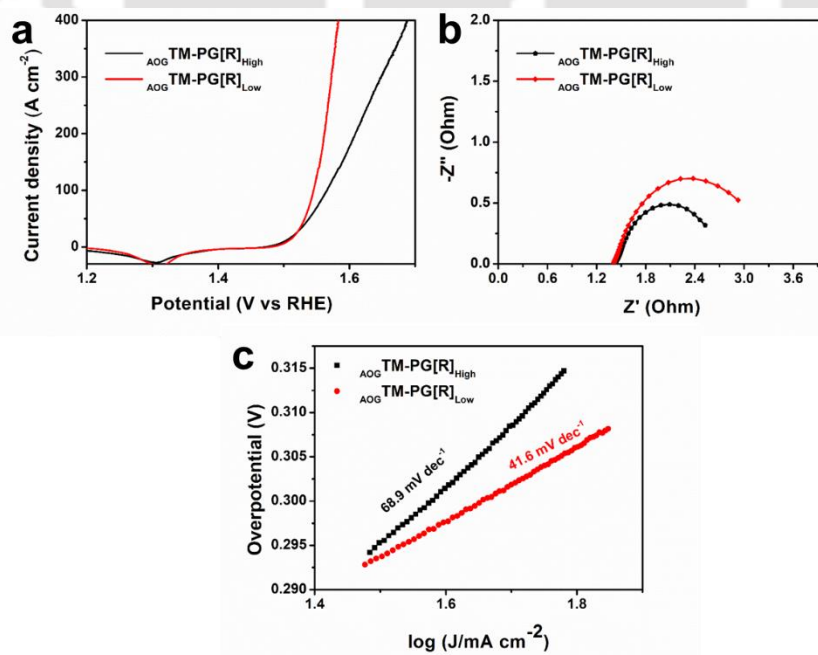 a
400
300
200
100
0
Current density (A cm-2)
AOGTM-PG[R]High
AOGTM-PG[R]Low
1.2
1.4
1.6
Potential (V vs RHE)
b
2.0
1.5
1.0
0.5
0.0
-Z" (Ohm)
AOGTM-PG[R]High
AOGTM-PG[R]Low
0.0
0.6
1.2
1.8
2.4
3.0
3.6
Z' (Ohm)
c
0.315
0.310
0.305
0.300
0.295
0.290
Overpotential (V)
AOGTM-PG[R]High
AOGTM-PG[R]Low
68.9 mV dec-1
41.6 mV dec-1
1.4
1.6
1.8
log (J/mA cm-2)